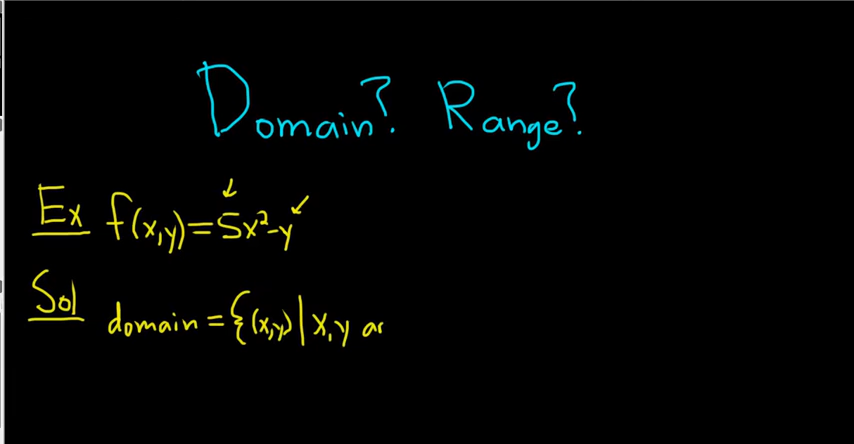 Domain? Range?
Ex f(x,y)=5x²-y
Sol domain = {(x,y) | x,y ar